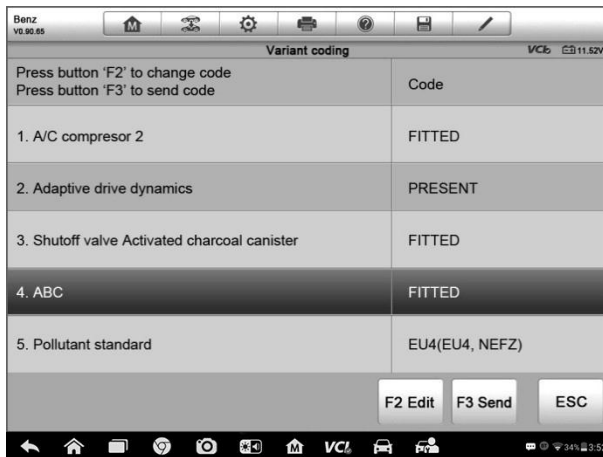 Benz
V0.90.65
Variant coding
VCI 11.52V
Press button ‘F2’ to change code
Press button ‘F3’ to send code
Code
1. A/C compresor 2
FITTED
2. Adaptive drive dynamics
PRESENT
3. Shutoff valve Activated charcoal canister
FITTED
4. ABC
FITTED
5. Pollutant standard
EU4(EU4, NEFZ)
F2 Edit
F3 Send
ESC
VCI
34%